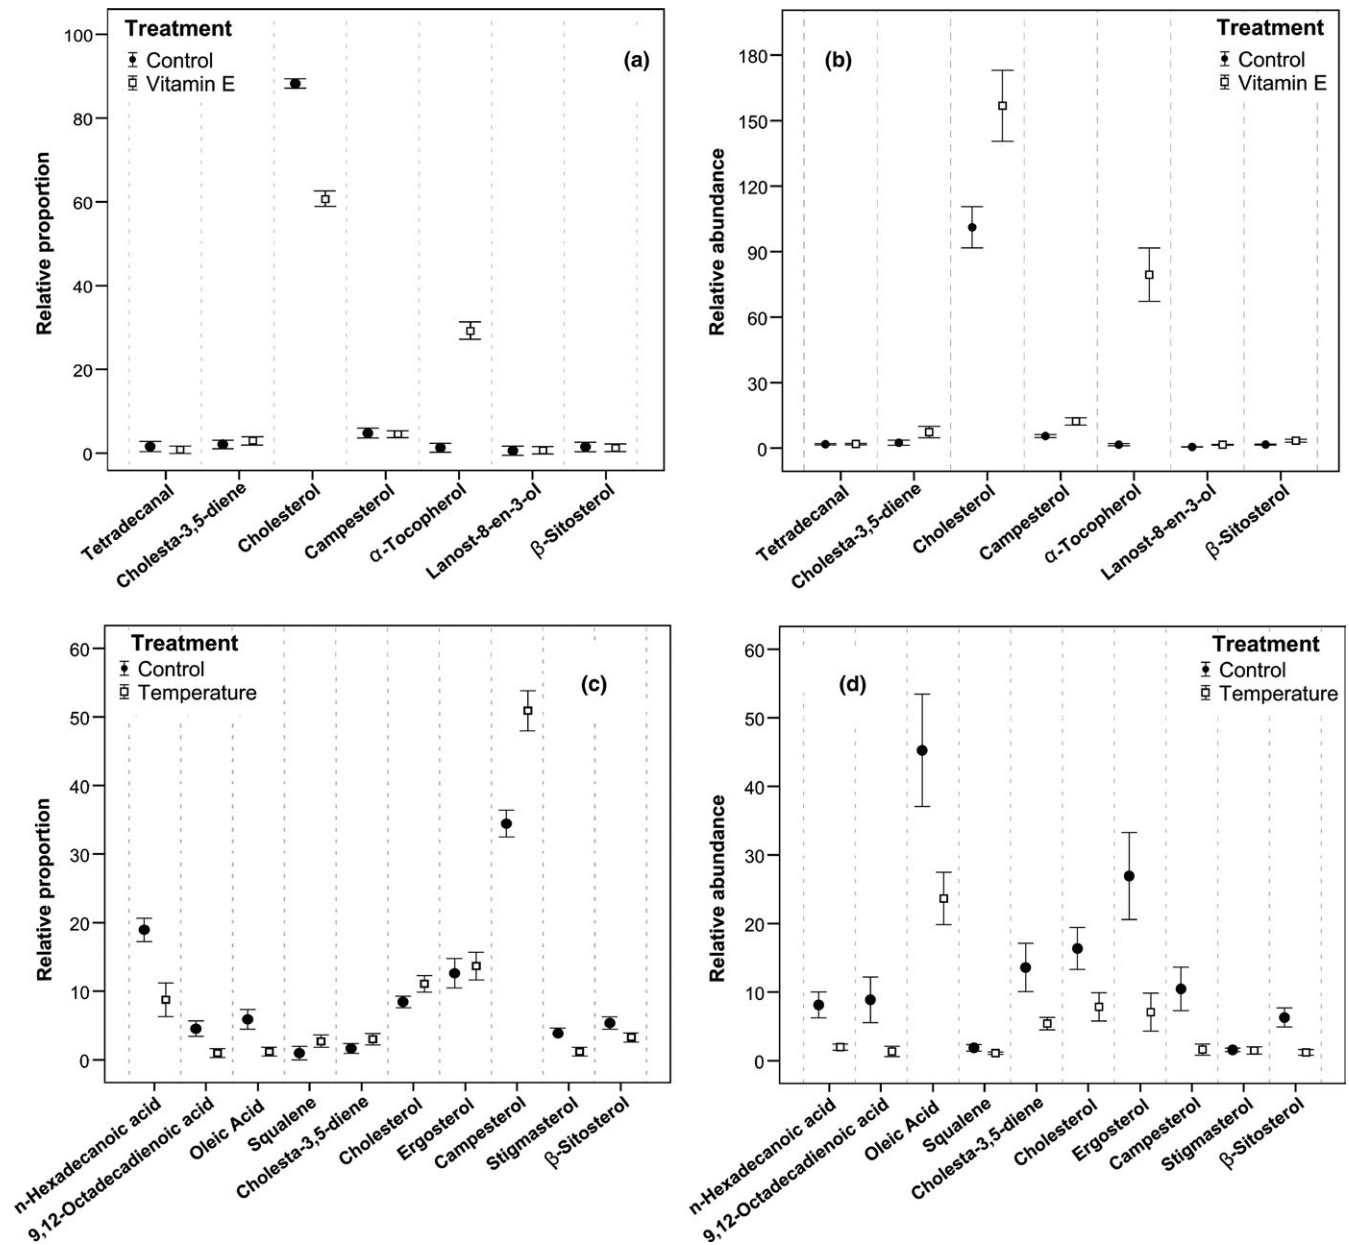 Treatment
Control
Vitamin E
(a)
Relative proportion
100
80
60
40
20
0
Tetradecanal
Cholesta-3,5-diene
Cholesterol
Campesterol
α-Tocopherol
Lanost-8-en-3-ol
β-Sitosterol
Treatment
Control
Vitamin E
(b)
Relative abundance
180
150
120
90
60
30
0
Tetradecanal
Cholesta-3,5-diene
Cholesterol
Campesterol
α-Tocopherol
Lanost-8-en-3-ol
β-Sitosterol
Treatment
Control
Temperature
(c)
Relative proportion
60
50
40
30
20
10
0
n-Hexadecanoic acid
9,12-Octadecadienoic acid
Oleic Acid
Squalene
Cholesta-3,5-diene
Cholesterol
Ergosterol
Campesterol
Stigmasterol
β-Sitosterol
Treatment
Control
Temperature
(d)
Relative abundance
60
50
40
30
20
10
0
n-Hexadecanoic acid
9,12-Octadecadienoic acid
Oleic Acid
Squalene
Cholesta-3,5-diene
Cholesterol
Ergosterol
Campesterol
Stigmasterol
β-Sitosterol